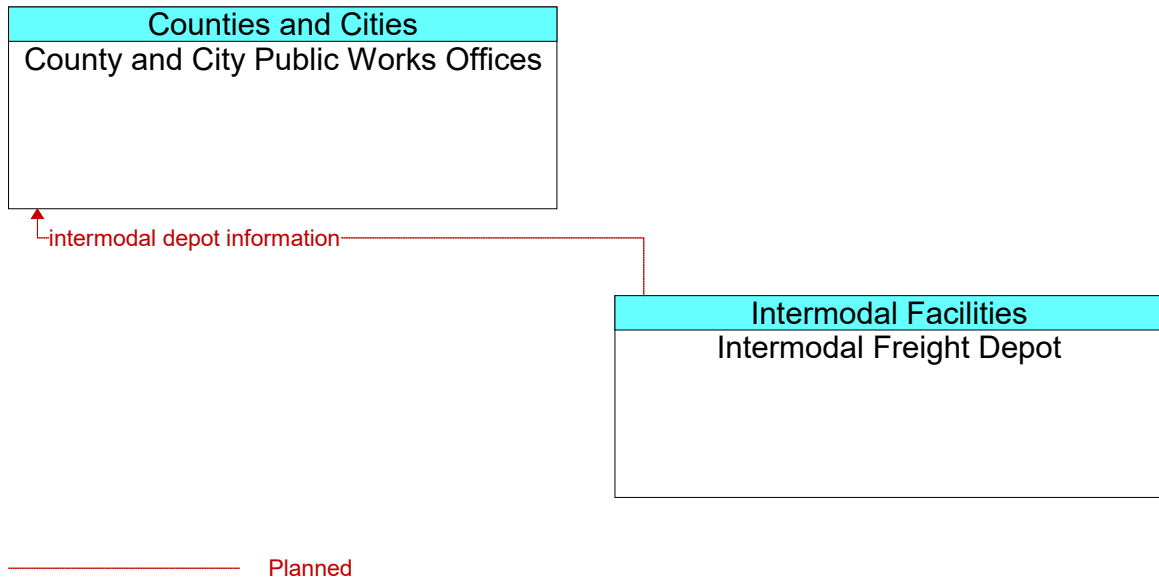 Counties and Cities
County and City Public Works Offices
intermodal depot information
Intermodal Facilities
Intermodal Freight Depot
Planned